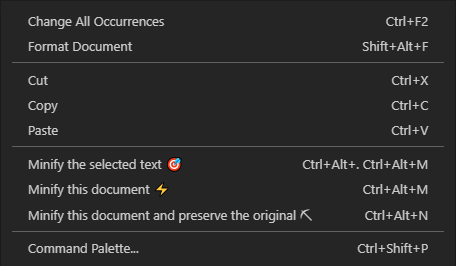 Change All Occurrences Ctrl+F2
Format Document Shift+Alt+F
Cut Ctrl+X
Copy Ctrl+C
Paste Ctrl+V
Minify the selected text 🎯 Ctrl+Alt+. Ctrl+Alt+M
Minify this document ⚡ Ctrl+Alt+M
Minify this document and preserve the original ⛏ Ctrl+Alt+N
Command Palette... Ctrl+Shift+P